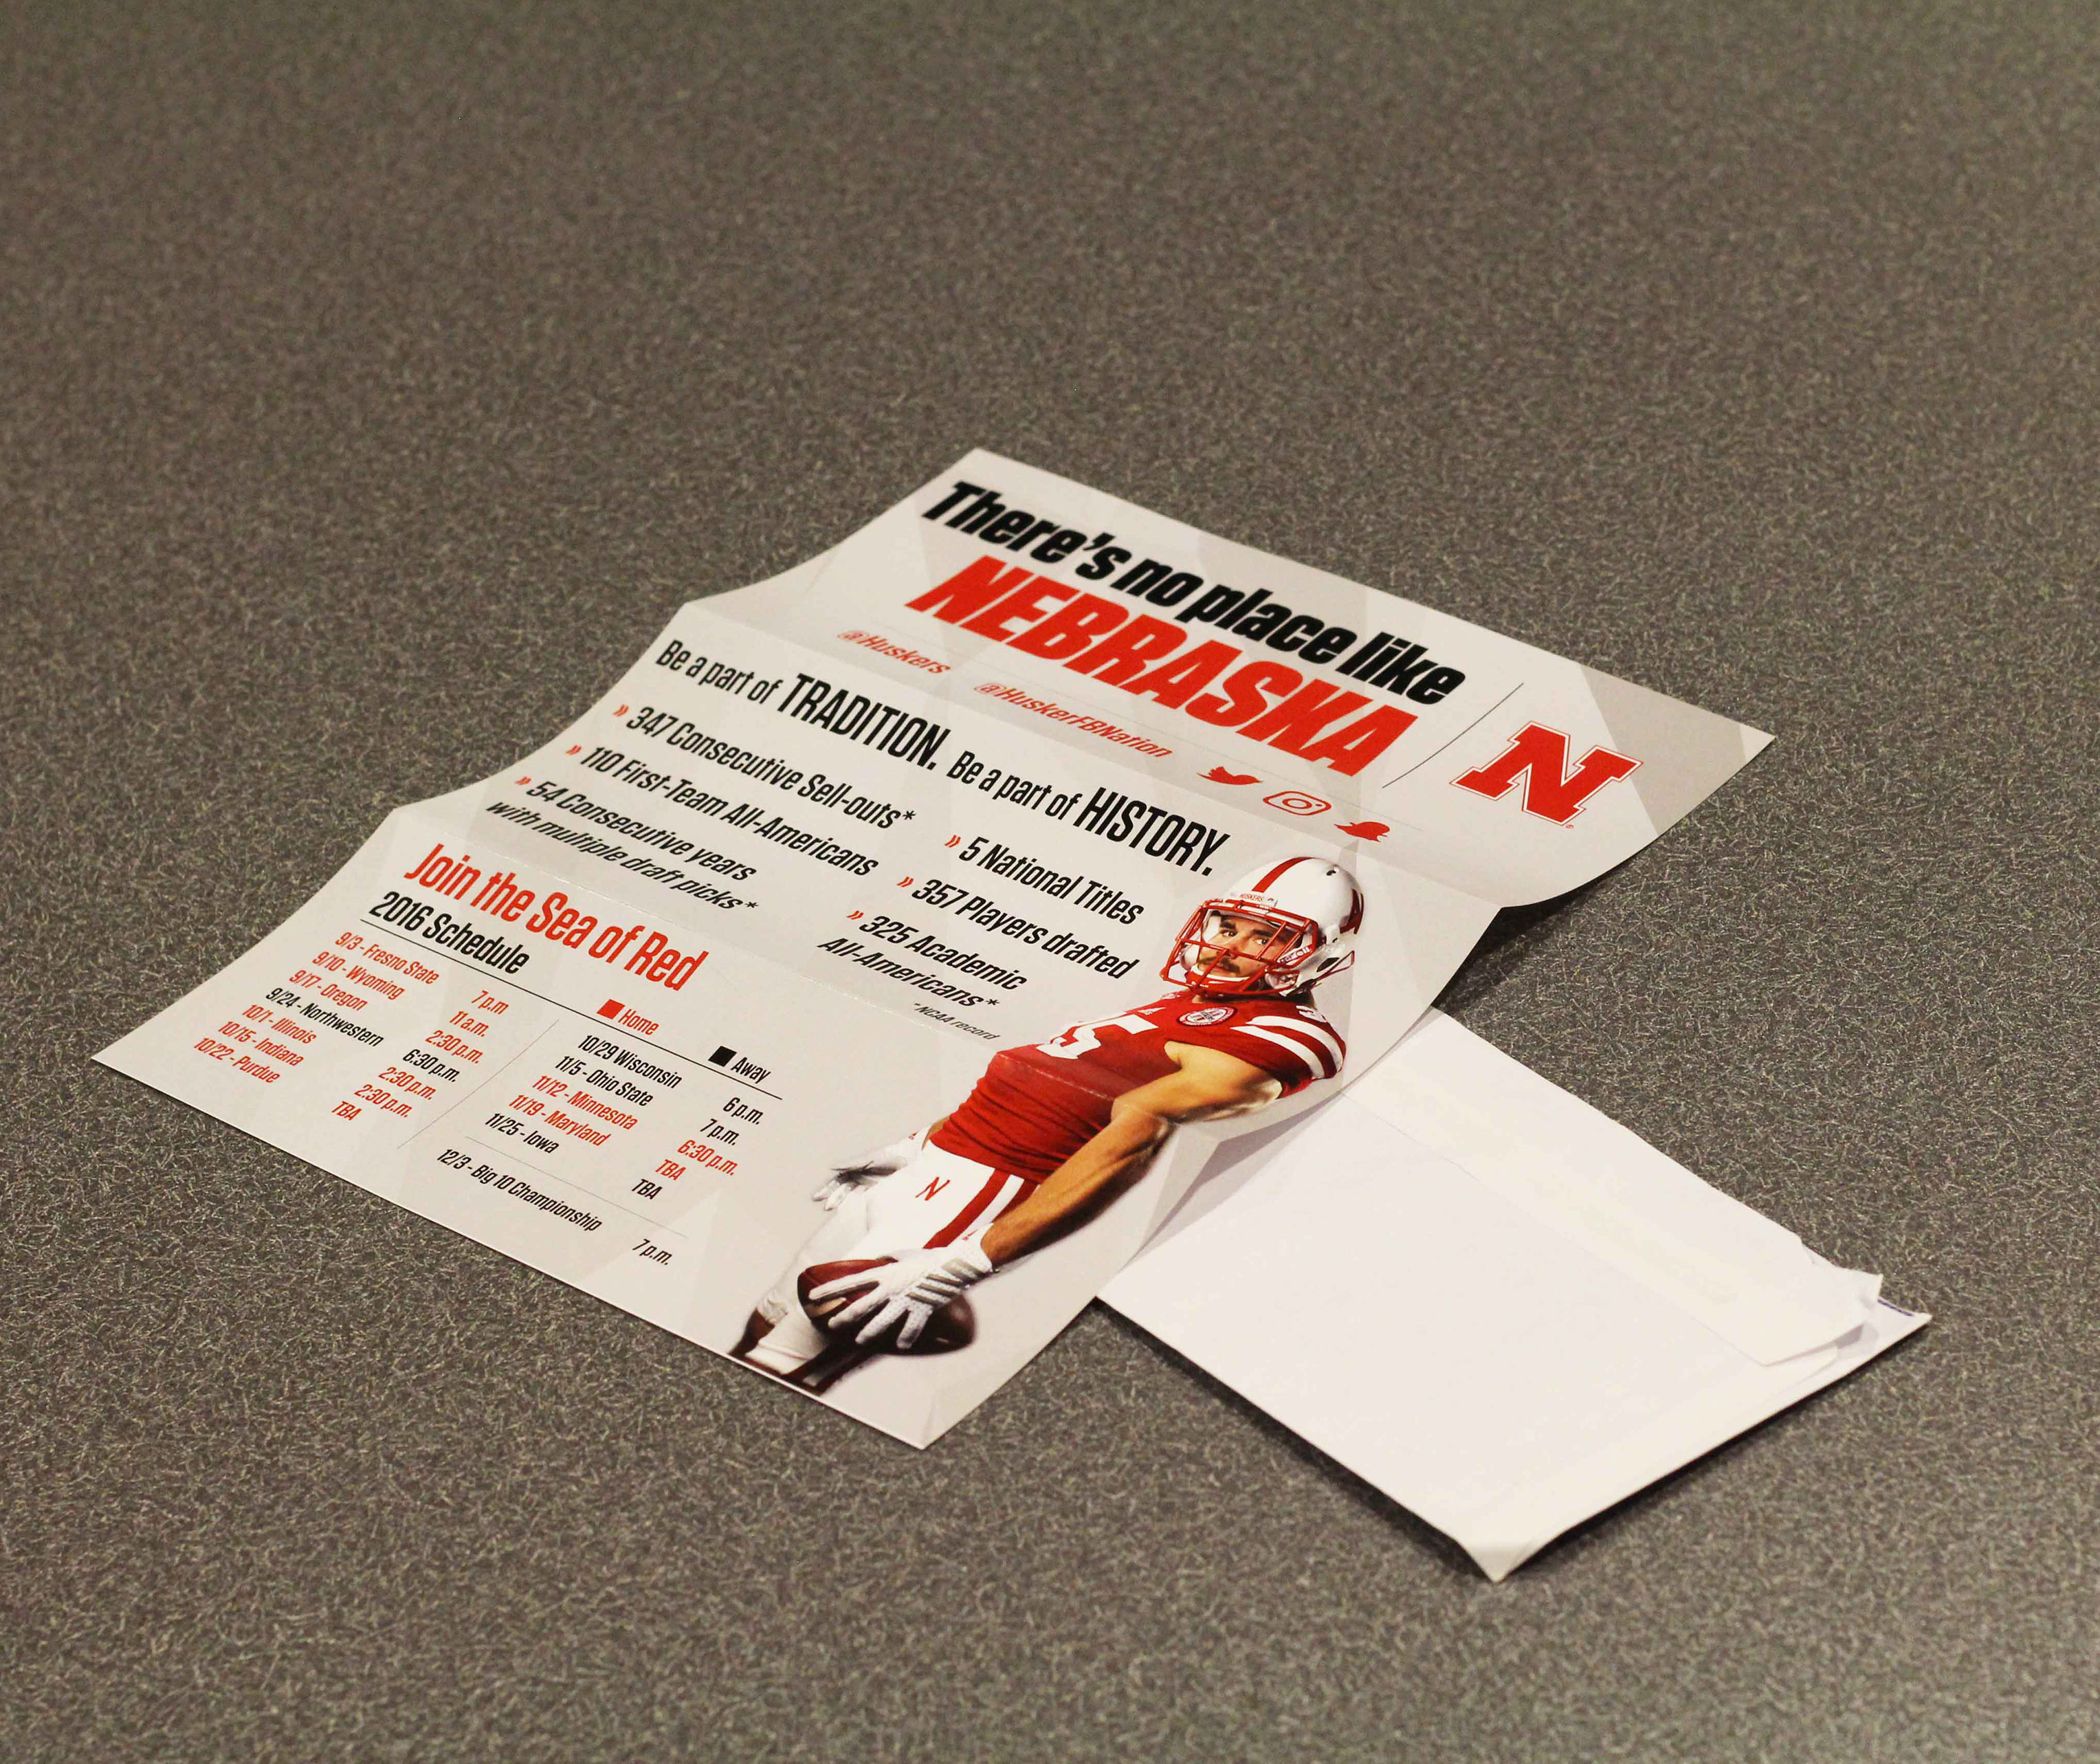 There's no place like
NEBRASKA
@Huskers @HuskerFBNation
N
Be a part of TRADITION. Be a part of HISTORY.
» 347 Consecutive Sell-outs*
» 110 First-Team All-Americans
» 54 Consecutive years
with multiple draft picks*
» 5 National Titles
» 357 Players drafted
» 325 Academic
All-Americans*
*NCAA record
Join the Sea of Red
2016 Schedule
Home Away
9/3 - Fresno State 7 p.m
9/10 - Wyoming 11 a.m.
9/17 - Oregon 2:30 p.m.
9/24 - Northwestern 6:30 p.m.
10/1 - Illinois 2:30 p.m.
10/15 - Indiana 2:30 p.m.
10/22 - Purdue TBA
10/29 Wisconsin 6 p.m.
11/5 - Ohio State 7 p.m.
11/12 - Minnesota 6:30 p.m.
11/19 - Maryland TBA
11/25 - Iowa TBA
12/3 - Big 10 Championship 7 p.m.
HUSKERS
5
N